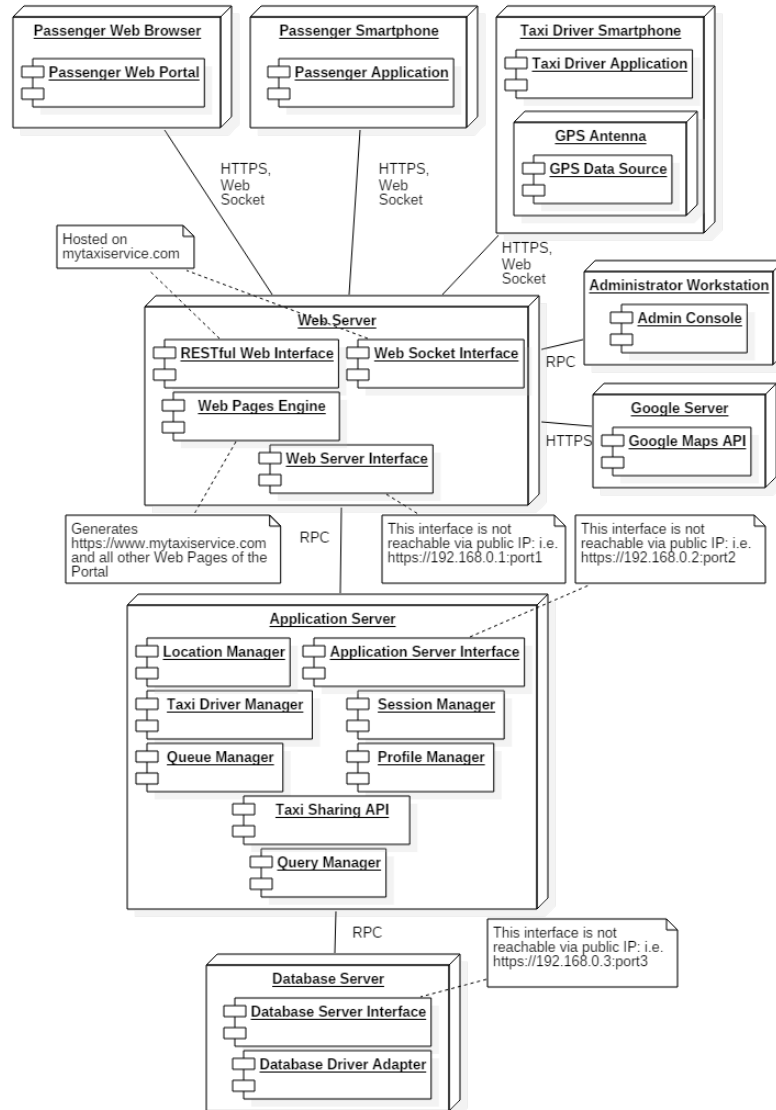 Passenger Web Browser
Passenger Web Portal
Passenger Smartphone
Passenger Application
Taxi Driver Smartphone
Taxi Driver Application
GPS Antenna
GPS Data Source
HTTPS,
Web
Socket
HTTPS,
Web
Socket
HTTPS,
Web
Socket
Hosted on
mytaxiservice.com
Administrator Workstation
Admin Console
RPC
Web Server
RESTful Web Interface
Web Socket Interface
Web Pages Engine
Web Server Interface
Google Server
Google Maps API
HTTPS
Generates
https://www.mytaxiservice.com
and all other Web Pages of the
Portal
RPC
This interface is not
reachable via public IP: i.e.
https://192.168.0.1:port1
This interface is not
reachable via public IP: i.e.
https://192.168.0.2:port2
Application Server
Location Manager
Application Server Interface
Taxi Driver Manager
Session Manager
Queue Manager
Profile Manager
Taxi Sharing API
Query Manager
RPC
This interface is not
reachable via public IP: i.e.
https://192.168.0.3:port3
Database Server
Database Server Interface
Database Driver Adapter